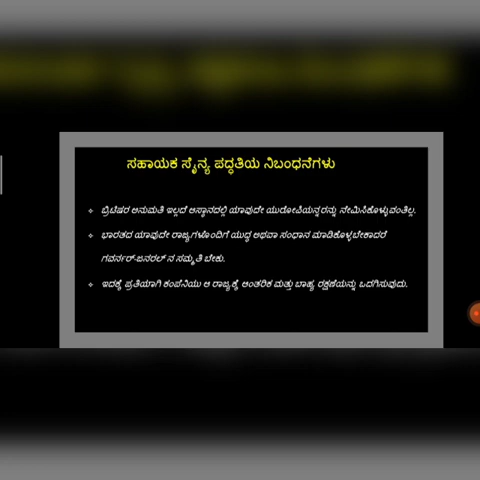 ಸಹಾಯಕ ಸೈನ್ಯ ಪದ್ಧತಿಯ ನಿಬಂಧನೆಗಳು
ಬ್ರಿಟಿಷರ ಅನುಮತಿ ಇಲ್ಲದೆ ಆಸ್ಥಾನದಲ್ಲಿ ಯಾವುದೇ ಯುರೋಪಿಯನ್ನರನ್ನು ನೇಮಿಸಿಕೊಳ್ಳುವಂತಿಲ್ಲ.
ಭಾರತದ ಯಾವುದೇ ರಾಜ್ಯಗಳೊಂದಿಗೆ ಯುದ್ಧ ಅಥವಾ ಸಂಧಾನ ಮಾಡಿಕೊಳ್ಳಬೇಕಾದರೆ
ಗವರ್ನರ್-ಜನರಲ್ ನ ಸಮ್ಮತಿ ಬೇಕು.
ಇದಕ್ಕೆ ಪ್ರತಿಯಾಗಿ ಕಂಪೆನಿಯು ಆ ರಾಜ್ಯಕ್ಕೆ ಆಂತರಿಕ ಮತ್ತು ಬಾಹ್ಯ ರಕ್ಷಣೆಯನ್ನು ಒದಗಿಸುವುದು.